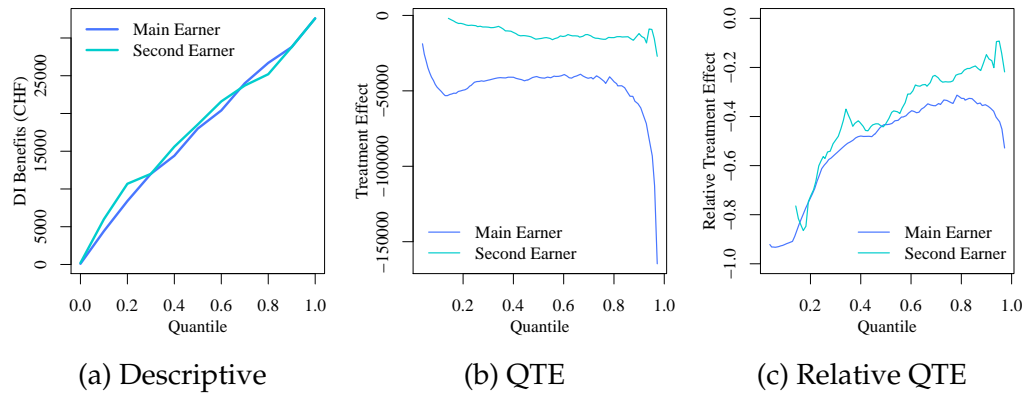 DI Benefits (CHF)
0
5000
15000
25000
Main Earner
Second Earner
0.0 0.2 0.4 0.6 0.8 1.0
Quantile
(a) Descriptive
Treatment Effect
−150000
−100000
−50000
0
Main Earner
Second Earner
0.2 0.4 0.6 0.8 1.0
Quantile
(b) QTE
Relative Treatment Effect
−1.0
−0.8
−0.6
−0.4
−0.2
0.0
Main Earner
Second Earner
0.2 0.4 0.6 0.8 1.0
Quantile
(c) Relative QTE